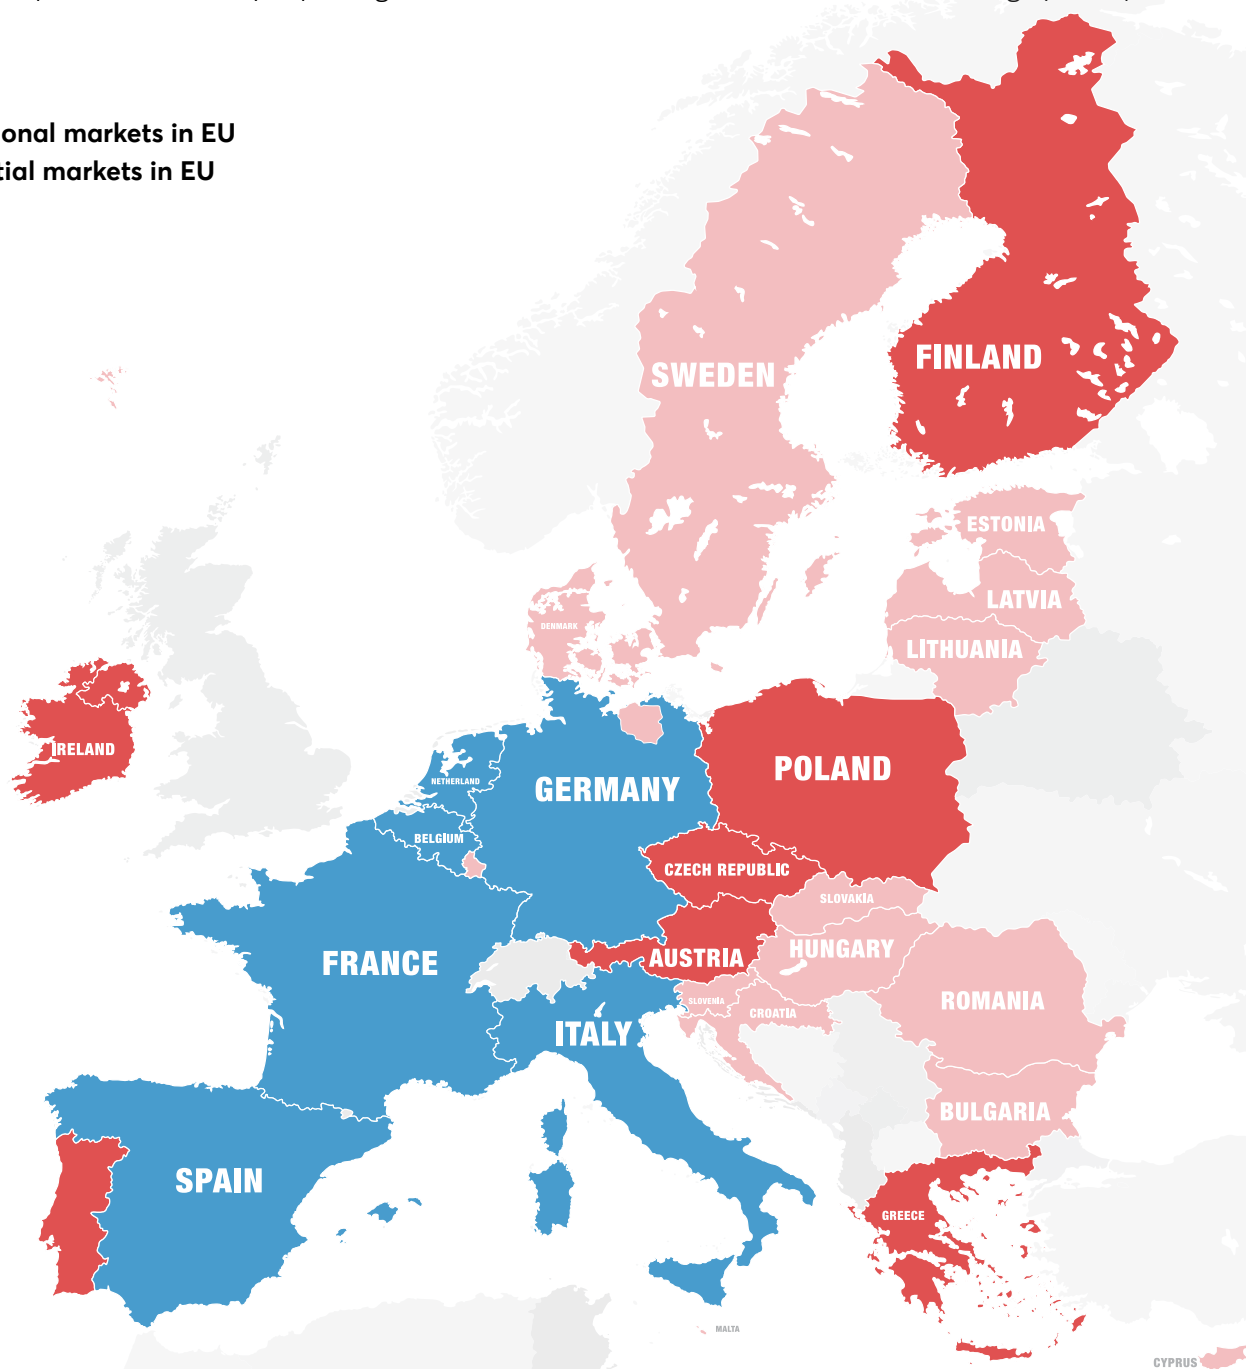 onal markets in EU
tial markets in EU
SWEDEN
FINLAND
ESTONIA
LATVIA
DENMARK
LITHUANIA
IRELAND
NETHERLAND
GERMANY
POLAND
BELGIUM
CZECH REPUBLIC
SLOVAKIA
FRANCE
AUSTRIA
HUNGARY
SLOVENIA
CROATIA
ROMANIA
ITALY
BULGARIA
SPAIN
GREECE
MALTA
CYPRUS